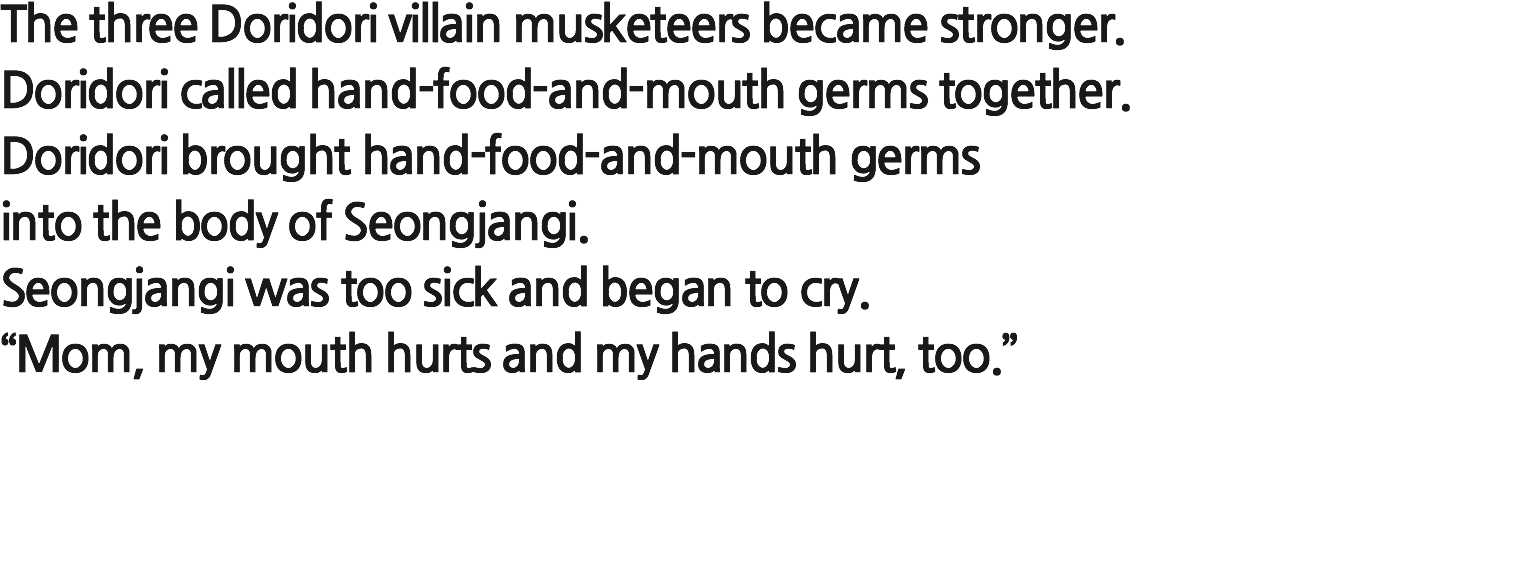 The three Doridori villain musketeers became stronger.
Doridori called hand-food-and-mouth germs together.
Doridori brought hand-food-and-mouth germs
into the body of Seongjangi.
Seongjangi was too sick and began to cry.
“Mom, my mouth hurts and my hands hurt, too.”